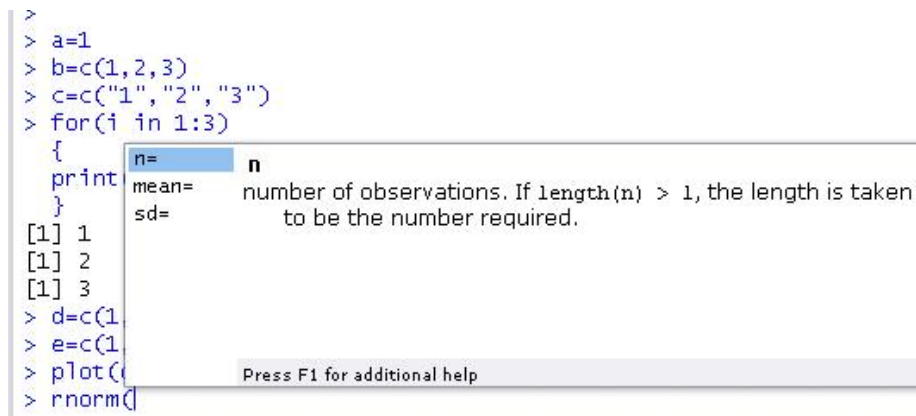 >
> a=1
> b=c(1,2,3)
> c=c("1","2","3")
> for(i in 1:3)
{
print(
}
[1] 1
[1] 2
[1] 3
> d=c(1,
> e=c(1,
> plot(
> rnorm(
n=
mean=
sd=
n
number of observations. If length(n) > 1, the length is taken
to be the number required.
Press F1 for additional help